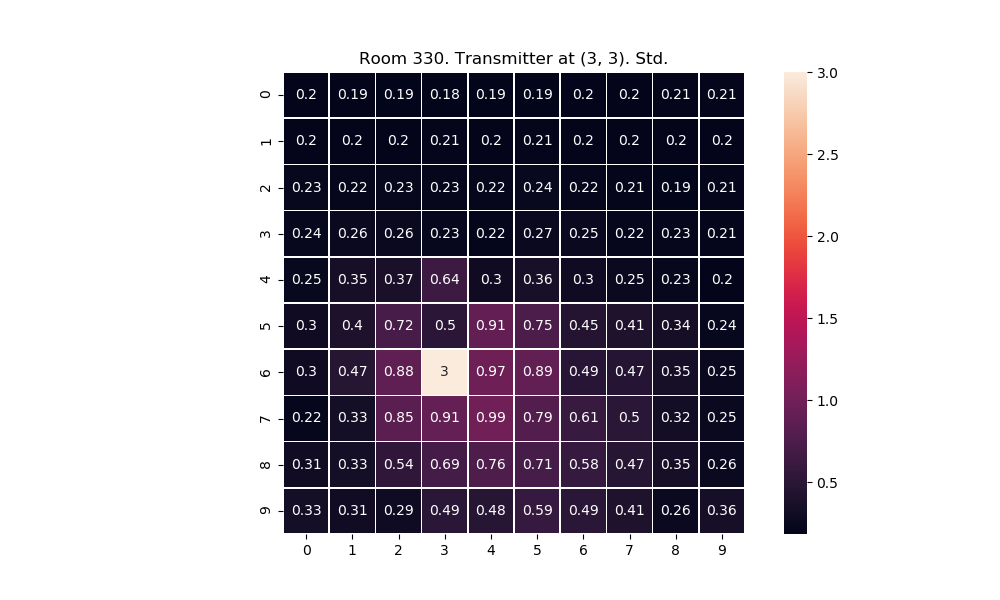 Room 330. Transmitter at (3, 3). Std.
0 0.2 0.19 0.19 0.18 0.19 0.19 0.2 0.2 0.21 0.21
1 0.2 0.2 0.2 0.21 0.2 0.21 0.2 0.2 0.2 0.2
2 0.23 0.22 0.23 0.23 0.22 0.24 0.22 0.21 0.19 0.21
3 0.24 0.26 0.26 0.23 0.22 0.27 0.25 0.22 0.23 0.21
4 0.25 0.35 0.37 0.64 0.3 0.36 0.3 0.25 0.23 0.2
5 0.3 0.4 0.72 0.5 0.91 0.75 0.45 0.41 0.34 0.24
6 0.3 0.47 0.88 3 0.97 0.89 0.49 0.47 0.35 0.25
7 0.22 0.33 0.85 0.91 0.99 0.79 0.61 0.5 0.32 0.25
8 0.31 0.33 0.54 0.69 0.76 0.71 0.58 0.47 0.35 0.26
9 0.33 0.31 0.29 0.49 0.48 0.59 0.49 0.41 0.26 0.36
0 1 2 3 4 5 6 7 8 9
3.0
2.5
2.0
1.5
1.0
0.5